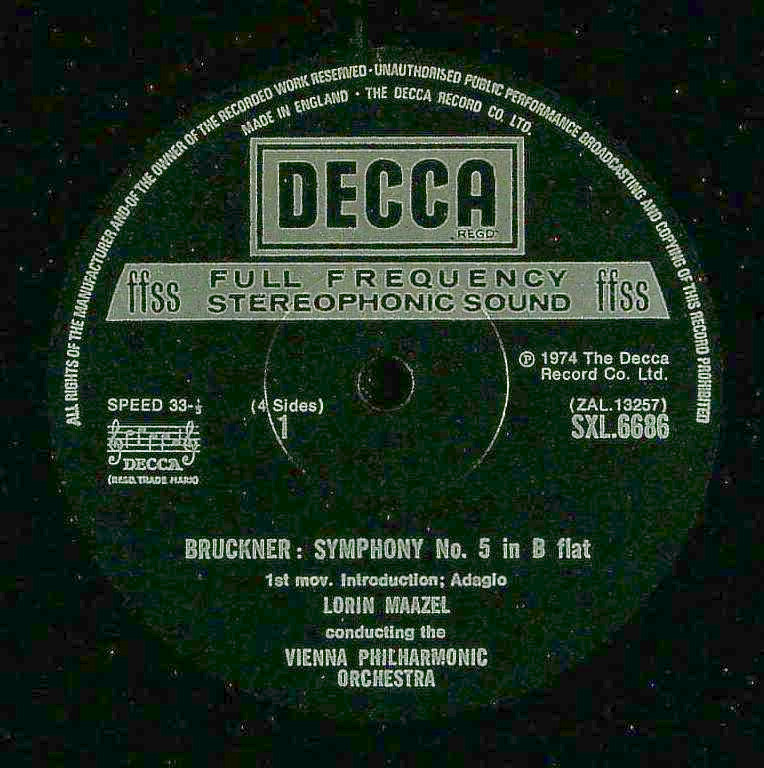 ALL RIGHTS OF THE MANUFACTURER AND OF THE OWNER OF THE RECORDED WORK RESERVED · UNAUTHORISED PUBLIC PERFORMANCE BROADCASTING AND COPYING OF THIS RECORD PROHIBITED
MADE IN ENGLAND · THE DECCA RECORD CO. LTD.
DECCA
REGD
ffss FULL FREQUENCY ffss
STEREOPHONIC SOUND
Ⓟ 1974 The Decca
Record Co. Ltd.
SPEED 33-⅓ (4 Sides) (ZAL.13257)
1 SXL.6686
DECCA
(REGD. TRADE MARK)
BRUCKNER: SYMPHONY No. 5 in B flat
1st mov. Introduction; Adagio
LORIN MAAZEL
conducting the
VIENNA PHILHARMONIC
ORCHESTRA